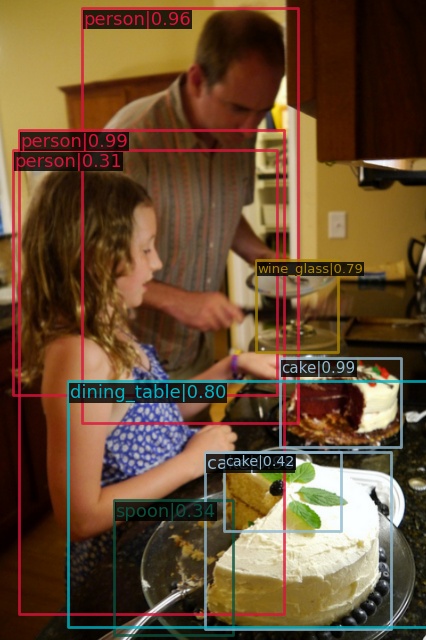 person|0.96
person|0.99
person|0.31
wine_glass|0.79
cake|0.99
dining_table|0.80
ca
cake|0.42
spoon|0.34